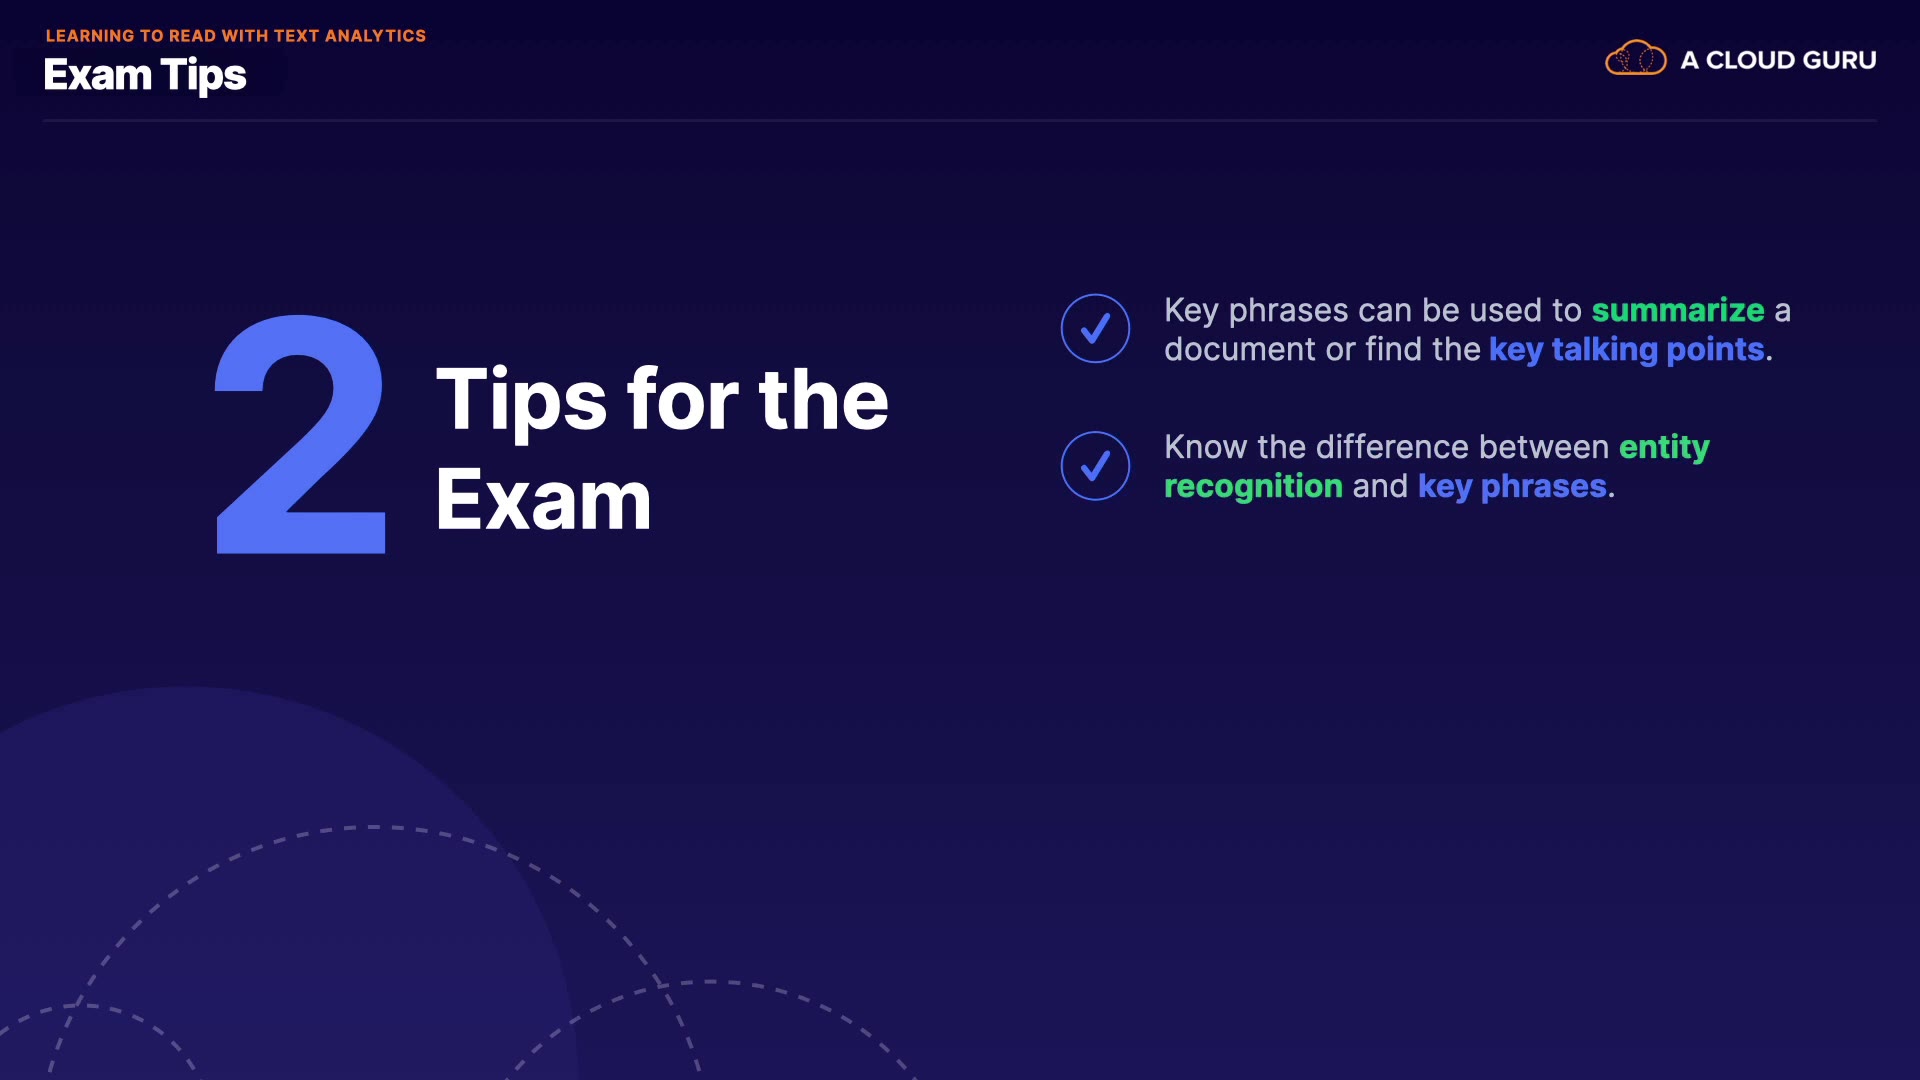 LEARNING TO READ WITH TEXT ANALYTICS
Exam Tips
A CLOUD GURU
2
Tips for the
Exam
Key phrases can be used to summarize a
document or find the key talking points.
Know the difference between entity
recognition and key phrases.